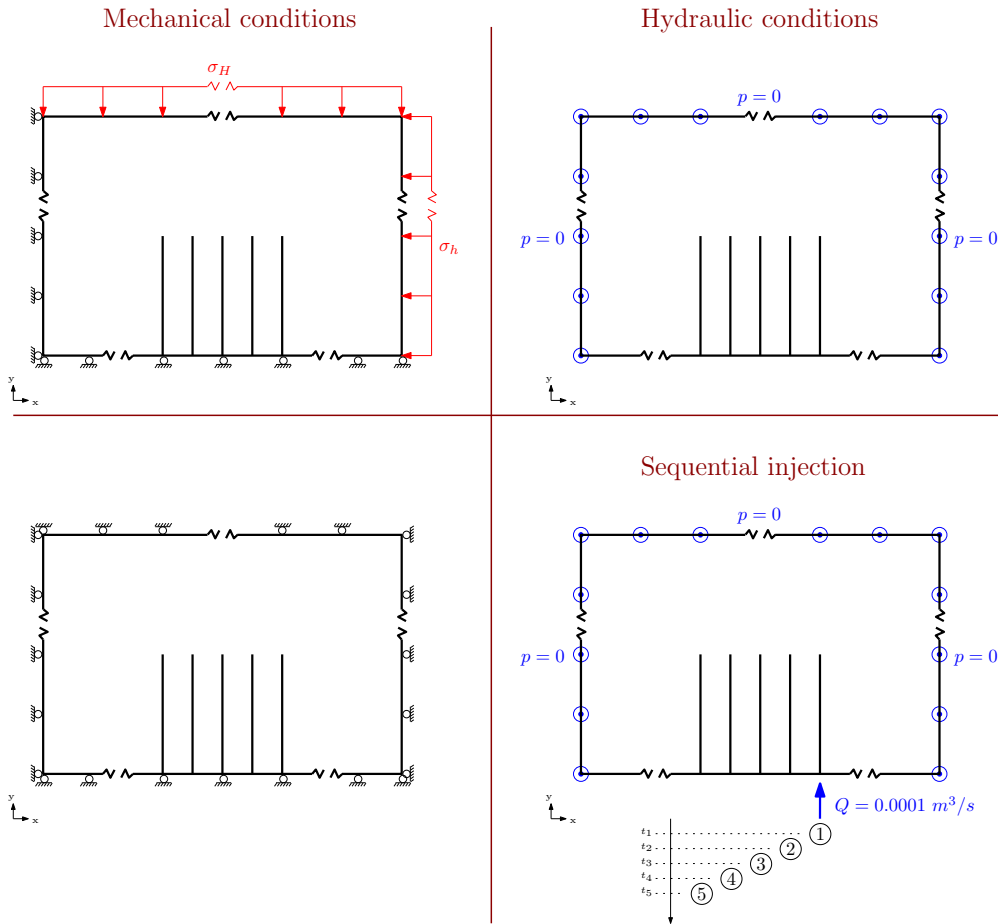 Mechanical conditions
Hydraulic conditions
σ_H
σ_h
y
x
p = 0
p = 0
p = 0
y
x
Sequential injection
y
x
p = 0
p = 0
p = 0
y
x
Q = 0.0001 m³/s
t₁ 1
t₂ 2
t₃ 3
t₄ 4
t₅ 5